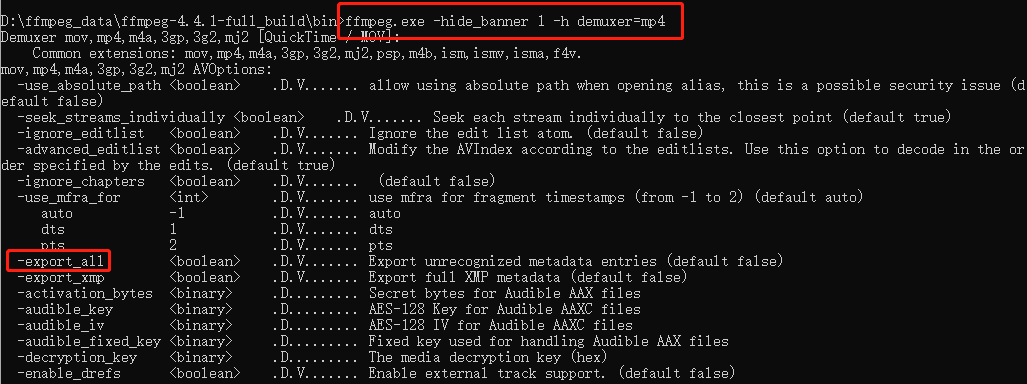 D:\ffmpeg_data\ffmpeg-4.4.1-full_build\bin>ffmpeg.exe -hide_banner 1 -h demuxer=mp4
Demuxer mov,mp4,m4a,3gp,3g2,mj2 [QuickTime / MOV]:
    Common extensions: mov,mp4,m4a,3gp,3g2,mj2,psp,m4b,ism,ismv,isma,f4v.
mov,mp4,m4a,3gp,3g2,mj2 AVOptions:
  -use_absolute_path <boolean>    .D.V....... allow using absolute path when opening alias, this is a possible security issue (d
efault false)
  -seek_streams_individually <boolean>    .D.V....... Seek each stream individually to the closest point (default true)
  -ignore_editlist   <boolean>    .D.V....... Ignore the edit list atom. (default false)
  -advanced_editlist <boolean>    .D.V....... Modify the AVIndex according to the editlists. Use this option to decode in the or
der specified by the edits. (default true)
  -ignore_chapters   <boolean>    .D.V.......  (default false)
  -use_mfra_for      <int>        .D.V....... use mfra for fragment timestamps (from -1 to 2) (default auto)
     auto            -1           .D.V....... auto
     dts             1            .D.V....... dts
     pts             2            .D.V....... pts
  -export_all        <boolean>    .D.V....... Export unrecognized metadata entries (default false)
  -export_xmp        <boolean>    .D.V....... Export full XMP metadata (default false)
  -activation_bytes  <binary>     .D......... Secret bytes for Audible AAX files
  -audible_key       <binary>     .D......... AES-128 Key for Audible AAXC files
  -audible_iv        <binary>     .D......... AES-128 IV for Audible AAXC files
  -audible_fixed_key <binary>     .D......... Fixed key used for handling Audible AAX files
  -decryption_key    <binary>     .D......... The media decryption key (hex)
  -enable_drefs      <boolean>    .D.V....... Enable external track support. (default false)